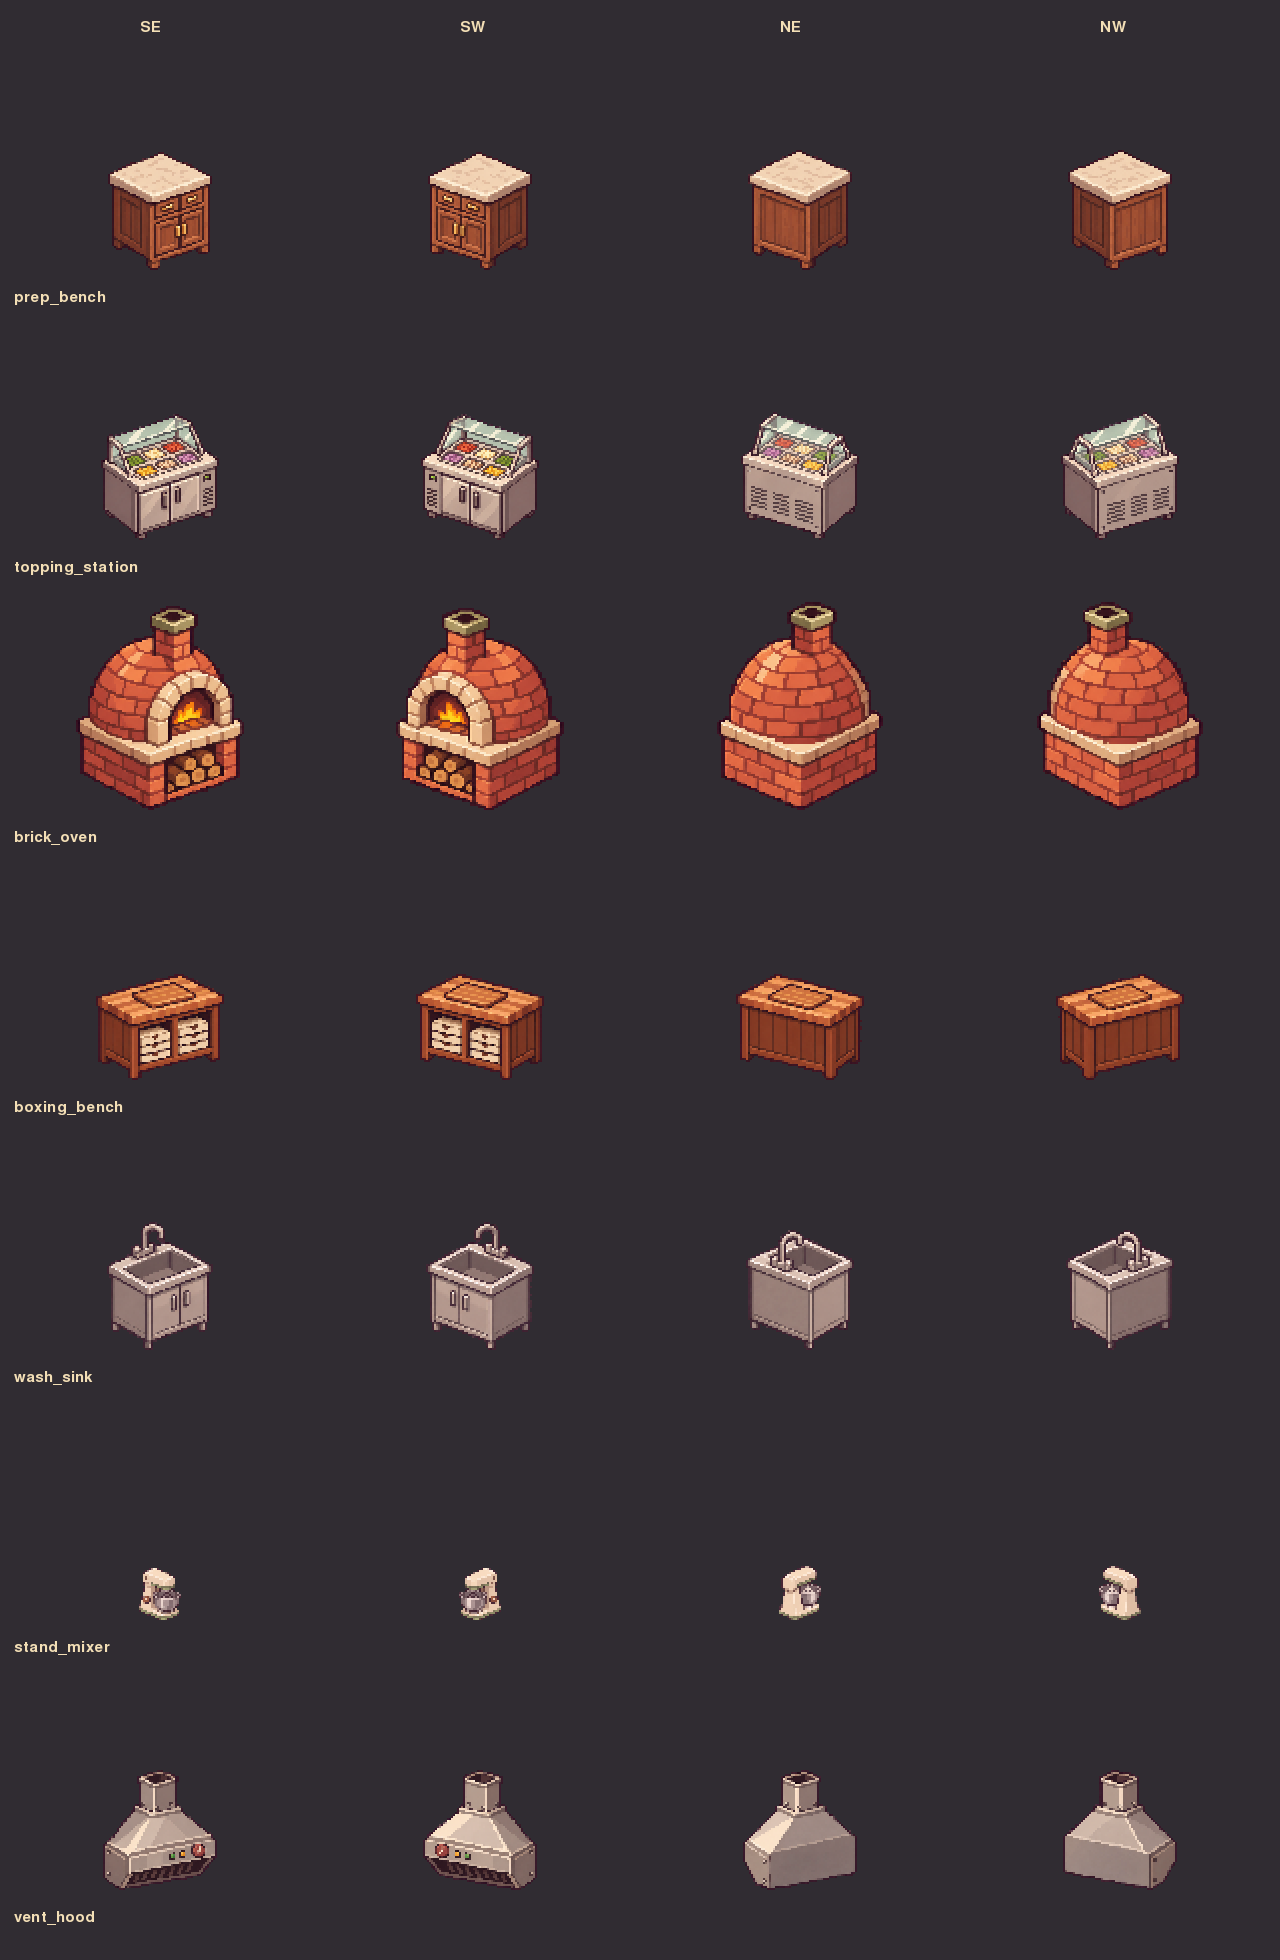 SE SW NE NW
prep_bench
topping_station
brick_oven
boxing_bench
wash_sink
stand_mixer
vent_hood